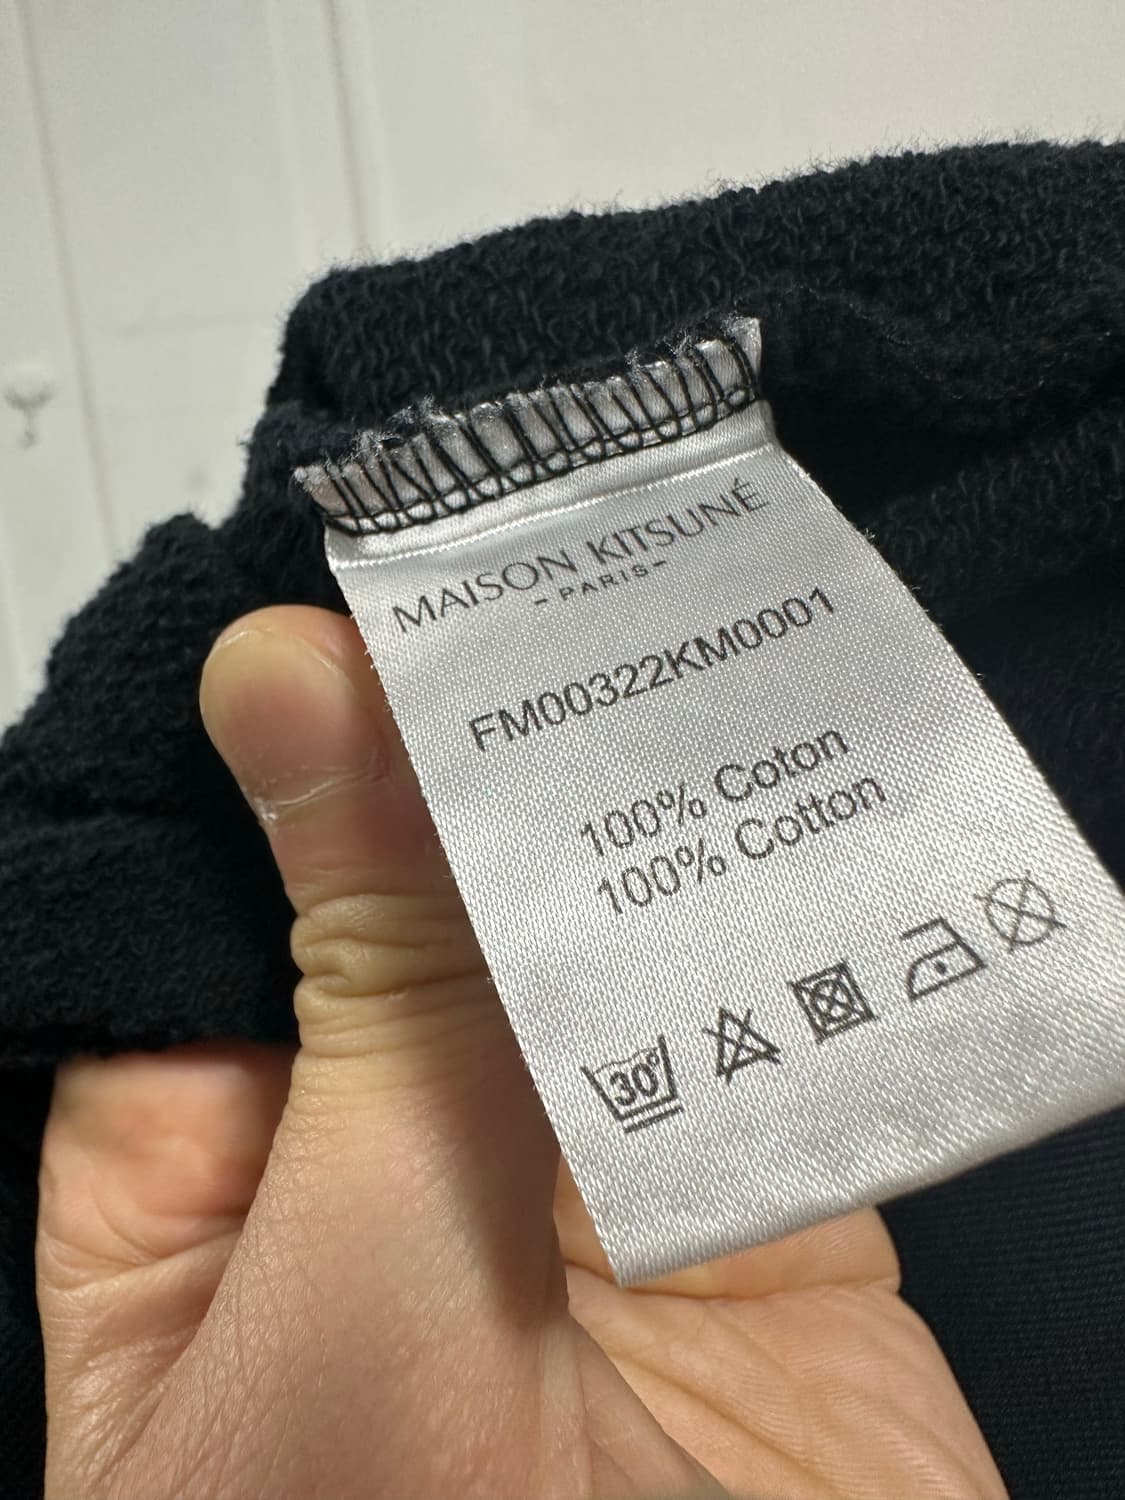 MAISON KITSUNÉ
- PARIS -
FM00322KM0001
100% Coton
100% Cotton
30°